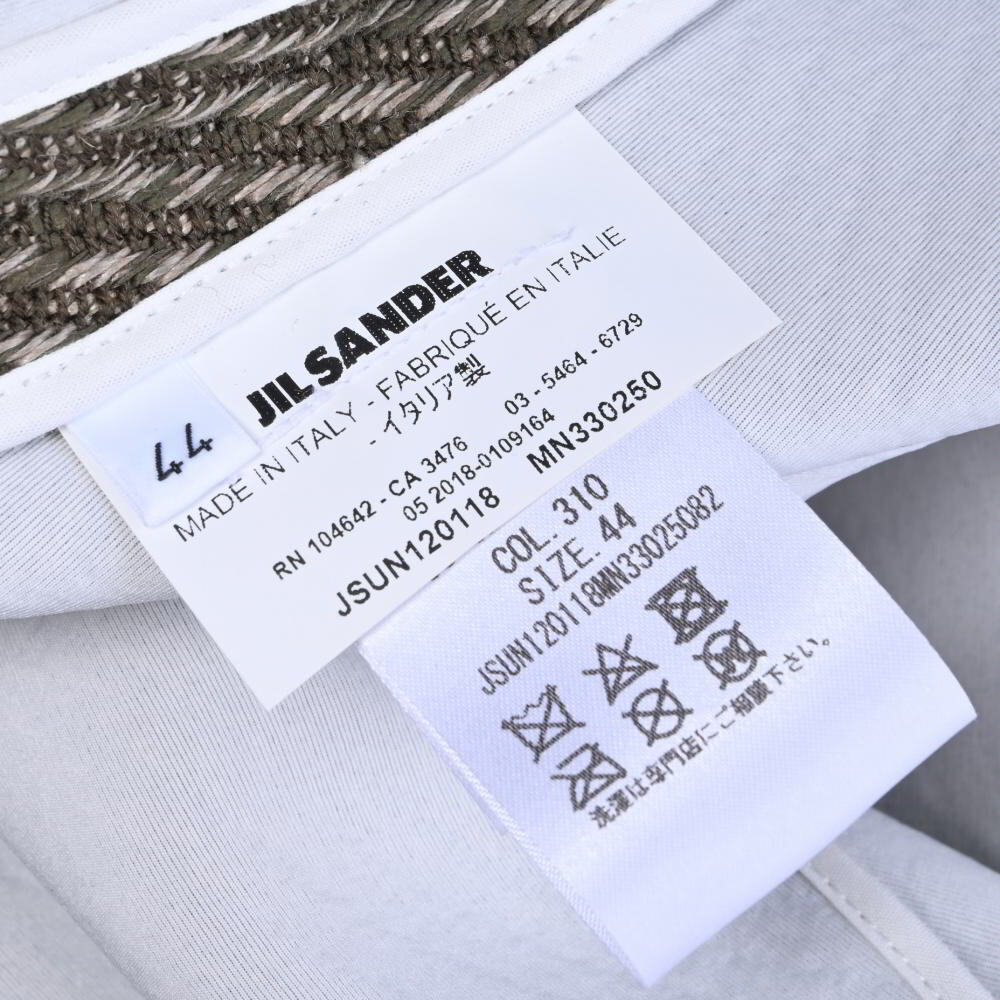 44
JIL SANDER
MADE IN ITALY - FABRIQUÉ EN ITALIE
- イタリア製
RN 104642 - CA 3476 03 - 5464 - 6729
05 2018-0109164
JSUN120118 MN330250
COL. 310
SIZE. 44
JSUN120118MN33025082
洗濯は専門店にご相談下さい。